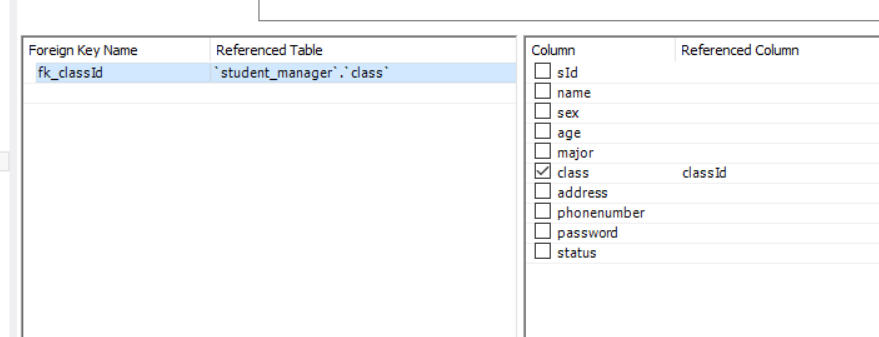 Foreign Key Name Referenced Table
fk_classId `student_manager`.`class`
Column Referenced Column
sId
name
sex
age
major
class classId
address
phonenumber
password
status